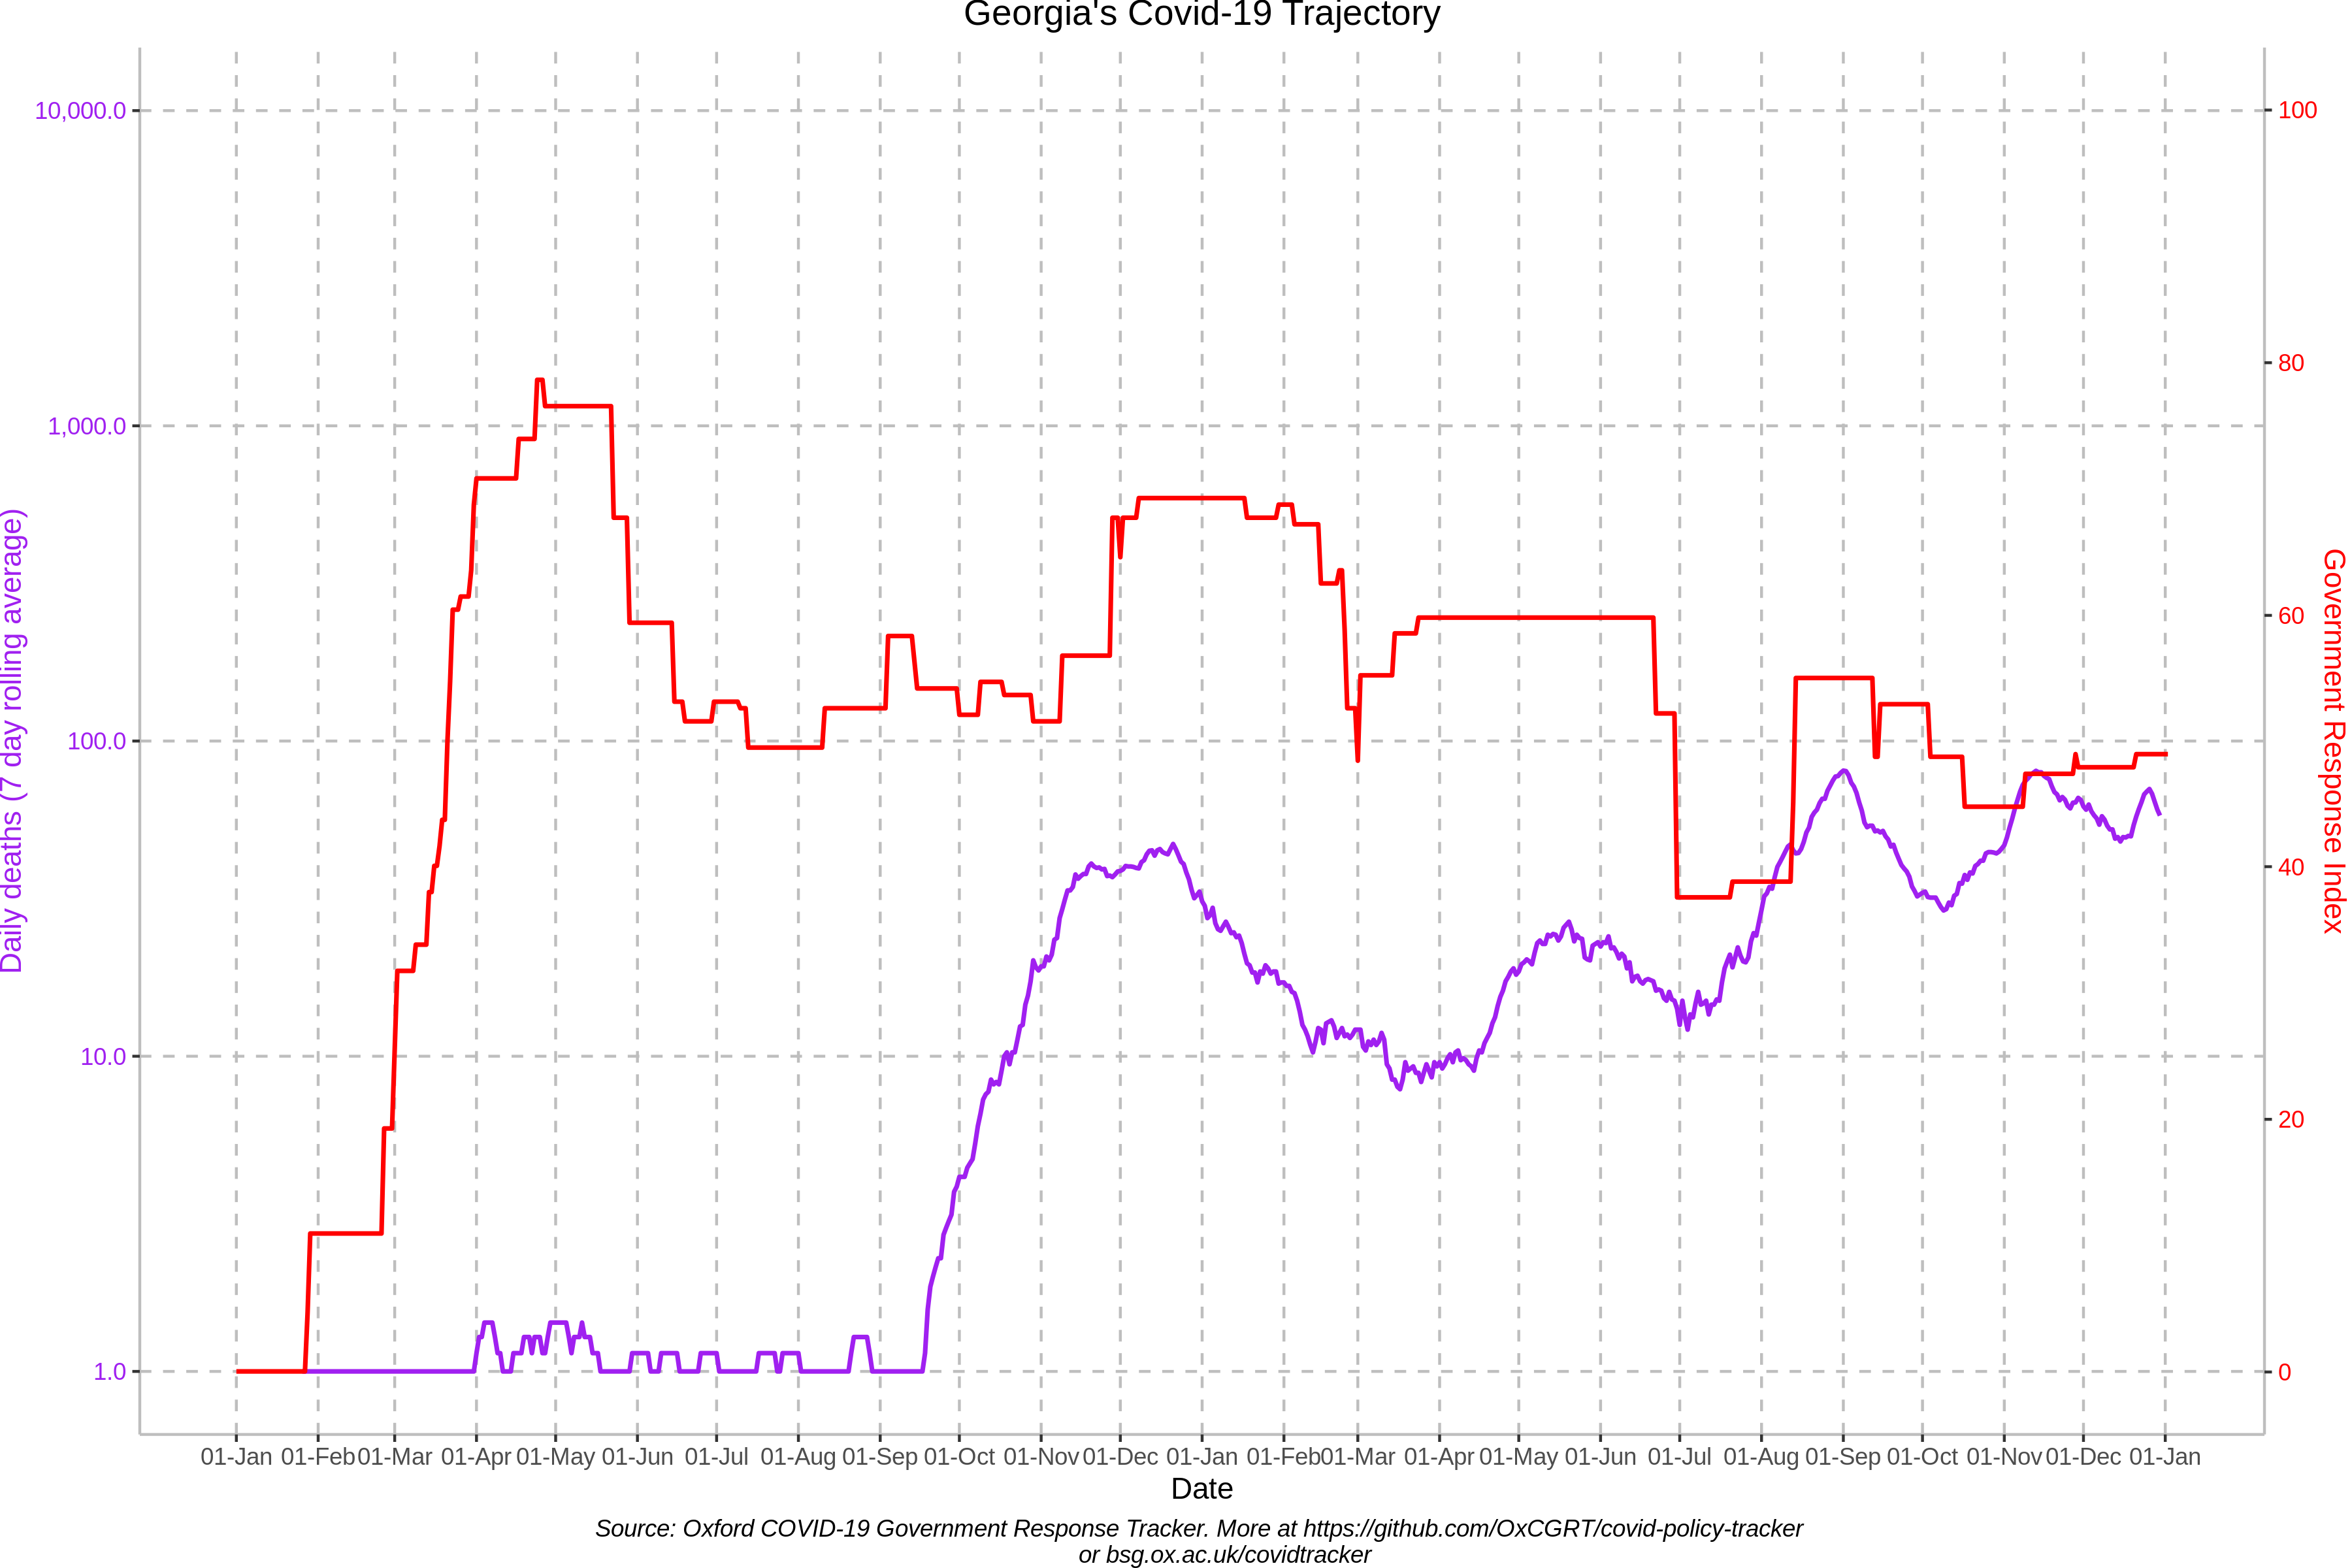 Georgia's Covid-19 Trajectory
10,000.0
1,000.0
100.0
10.0
1.0
Daily deaths (7 day rolling average)
100
80
60
40
20
0
Government Response Index
01-Jan 01-Feb 01-Mar 01-Apr 01-May 01-Jun 01-Jul 01-Aug 01-Sep 01-Oct 01-Nov 01-Dec 01-Jan 01-Feb 01-Mar 01-Apr 01-May 01-Jun 01-Jul 01-Aug 01-Sep 01-Oct 01-Nov 01-Dec 01-Jan
Date
Source: Oxford COVID-19 Government Response Tracker. More at https://github.com/OxCGRT/covid-policy-tracker
or bsg.ox.ac.uk/covidtracker